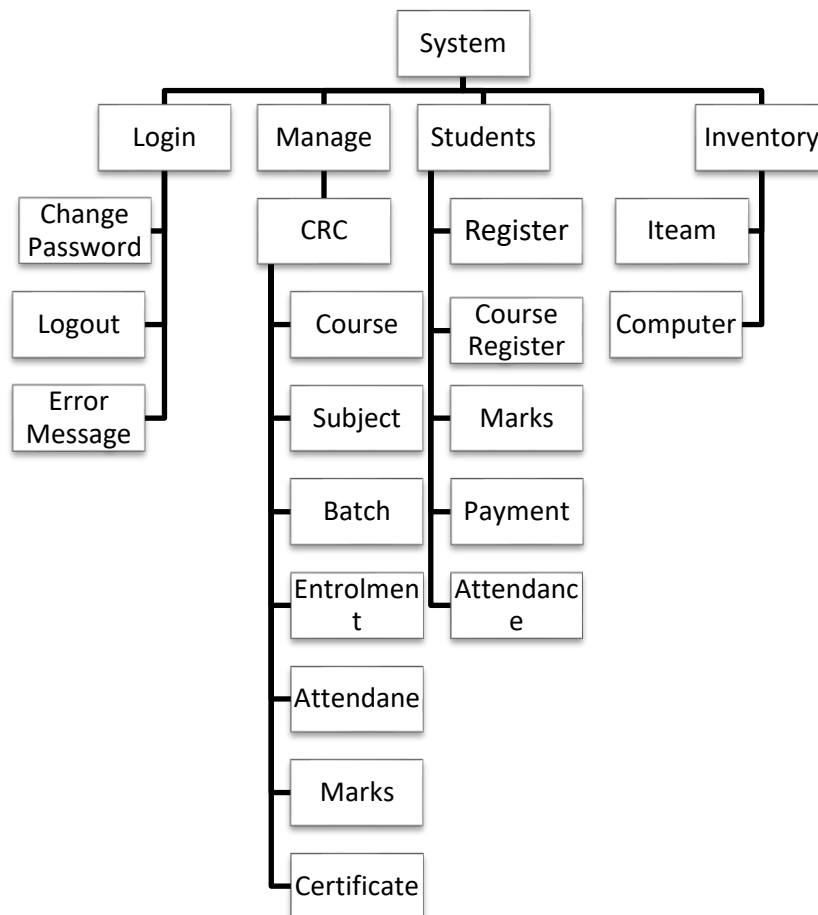 System
Login
Manage
Students
Inventory
Change
Password
CRC
Register
Iteam
Logout
Course
Course
Register
Computer
Error
Message
Subject
Marks
Batch
Payment
Entrolmen
t
Attendanc
e
Attendane
Marks
Certificate